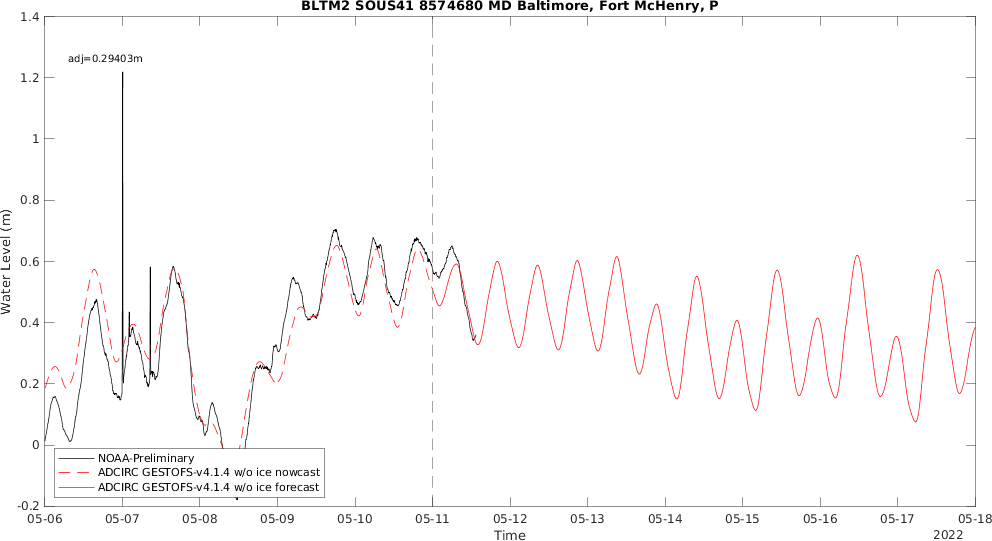 BLTM2 SOUS41 8574680 MD Baltimore, Fort McHenry, P
adj=0.29403m
Water Level (m)
1.4
1.2
1
0.8
0.6
0.4
0.2
0
-0.2
NOAA-Preliminary
ADCIRC GESTOFS-v4.1.4 w/o ice nowcast
ADCIRC GESTOFS-v4.1.4 w/o ice forecast
05-06 05-07 05-08 05-09 05-10 05-11 05-12 05-13 05-14 05-15 05-16 05-17 05-18
Time
2022